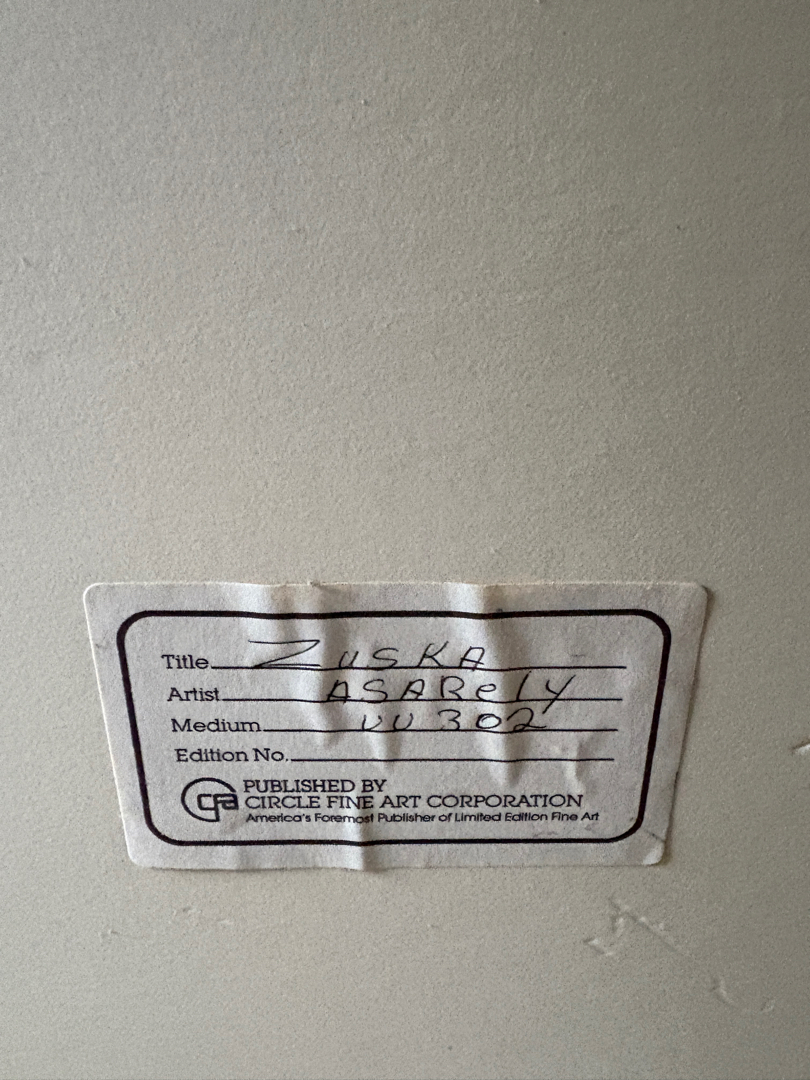 Title ZUSKA
Artist ASARely
Medium VV 302
Edition No.
cfa PUBLISHED BY
CIRCLE FINE ART CORPORATION
America's Foremost Publisher of Limited Edition Fine Art